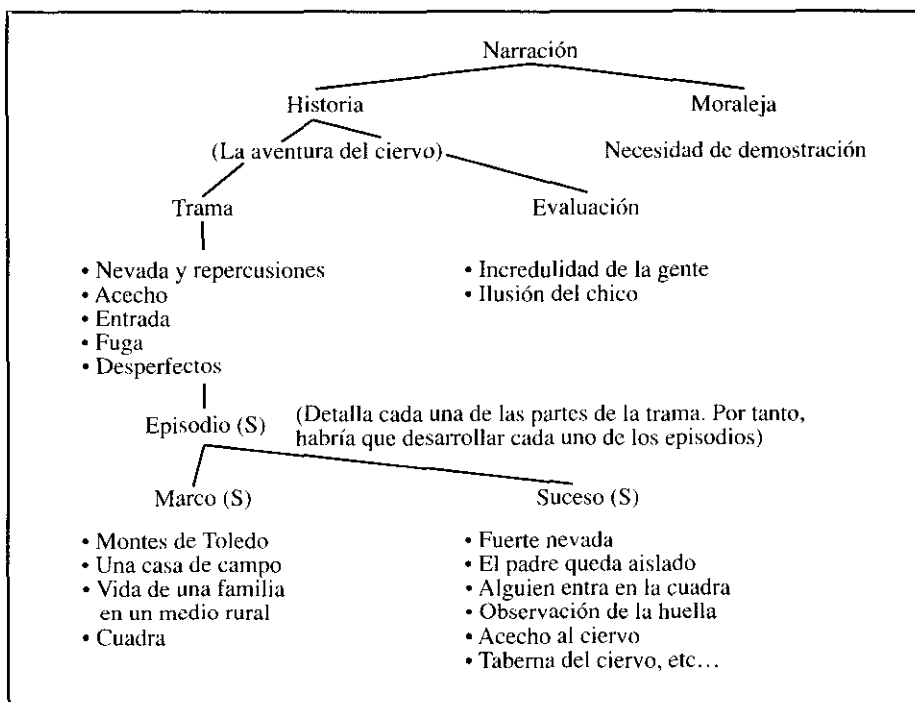 Narración
Historia Moraleja
(La aventura del ciervo) Necesidad de demostración
Trama Evaluación
• Nevada y repercusiones • Incredulidad de la gente
• Acecho • Ilusión del chico
• Entrada
• Fuga
• Desperfectos
Episodio (S) (Detalla cada una de las partes de la trama. Por tanto,
habría que desarrollar cada uno de los episodios)
Marco (S) Suceso (S)
• Montes de Toledo • Fuerte nevada
• Una casa de campo • El padre queda aislado
• Vida de una familia • Alguien entra en la cuadra
en un medio rural • Observación de la huella
• Cuadra • Acecho al ciervo
• Taberna del ciervo, etc…